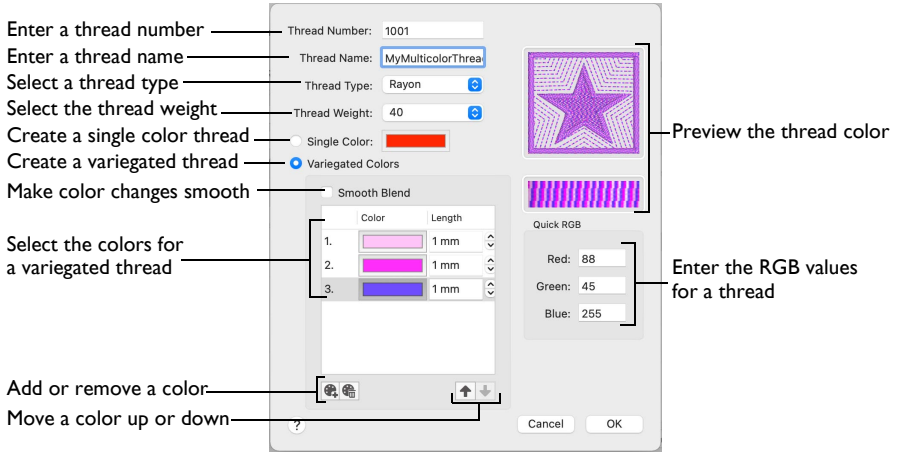 Enter a thread number
Enter a thread name
Select a thread type
Select the thread weight
Create a single color thread
Create a variegated thread
Make color changes smooth
Select the colors for
a variegated thread
Add or remove a color
Move a color up or down
Thread Number: 1001
Thread Name: MyMulticolorThrea
Thread Type: Rayon
Thread Weight: 40
Single Color:
Variegated Colors
Smooth Blend
Color Length
1. 1 mm
2. 1 mm
3. 1 mm
?
Quick RGB
Red: 88
Green: 45
Blue: 255
Cancel OK
Preview the thread color
Enter the RGB values
for a thread